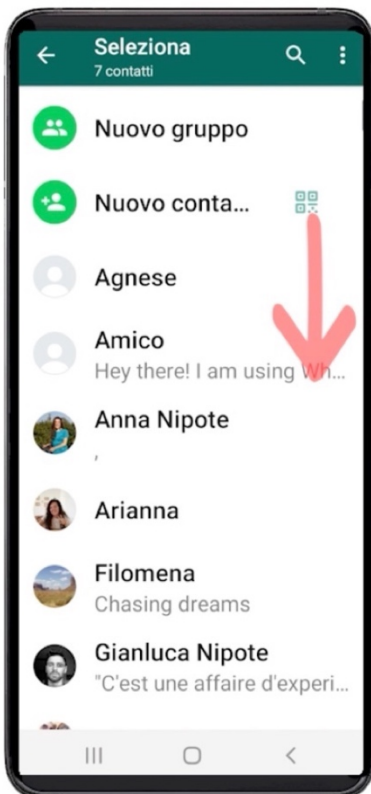 Seleziona
7 contatti
Nuovo gruppo
Nuovo conta...
Agnese
Amico
Hey there! I am using Wh...
Anna Nipote
,
Arianna
Filomena
Chasing dreams
Gianluca Nipote
"C'est une affaire d'experi...